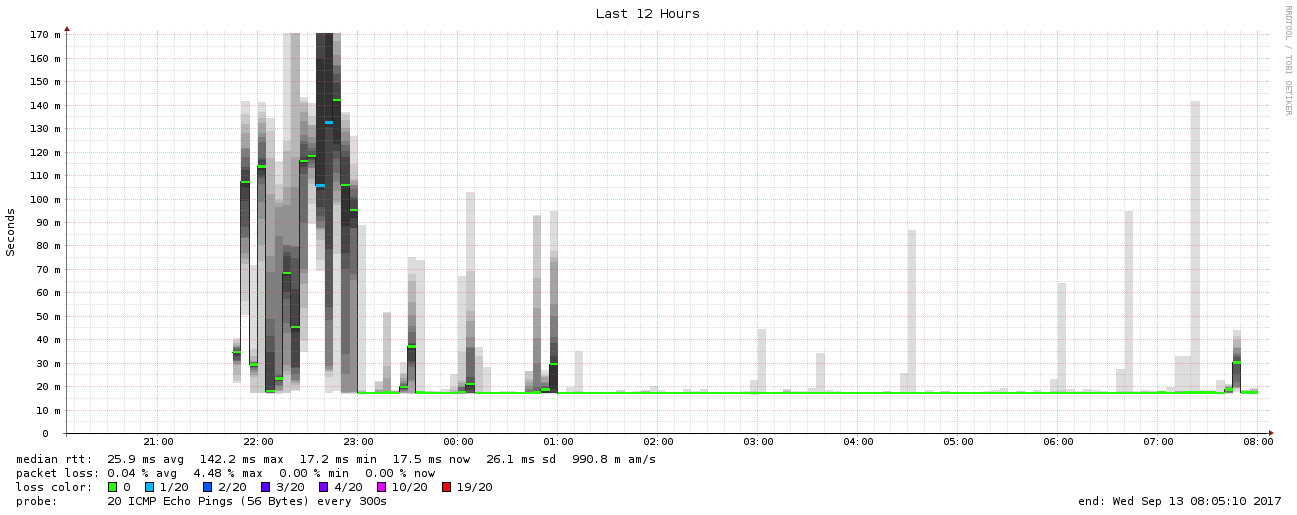 Last 12 Hours
RRDTOOL / TOBI OETIKER
Seconds
170 m
160 m
150 m
140 m
130 m
120 m
110 m
100 m
90 m
80 m
70 m
60 m
50 m
40 m
30 m
20 m
10 m
0
21:00 22:00 23:00 00:00 01:00 02:00 03:00 04:00 05:00 06:00 07:00 08:00
median rtt: 25.9 ms avg 142.2 ms max 17.2 ms min 17.5 ms now 26.1 ms sd 990.8 m am/s
packet loss: 0.04 % avg 4.48 % max 0.00 % min 0.00 % now
loss color: 0 1/20 2/20 3/20 4/20 10/20 19/20
probe: 20 ICMP Echo Pings (56 Bytes) every 300s end: Wed Sep 13 08:05:10 2017